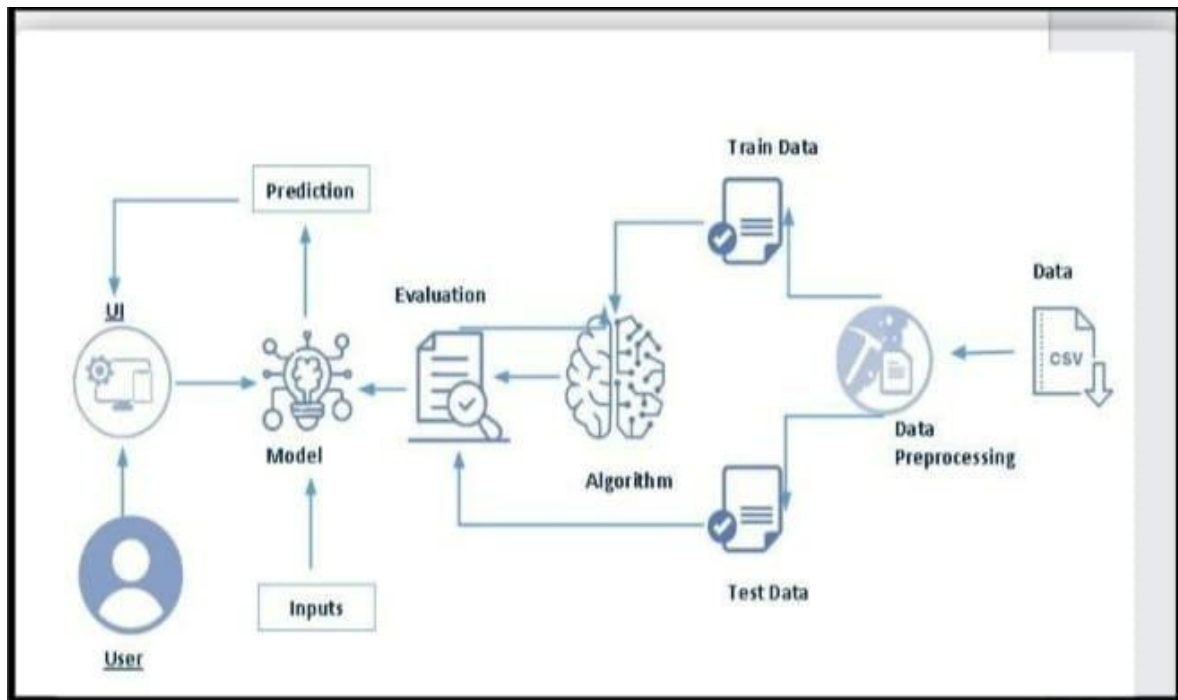 Train Data
Prediction
Data
Evaluation
UI
CSV
Data
Preprocessing
Model
Algorithm
Test Data
Inputs
User